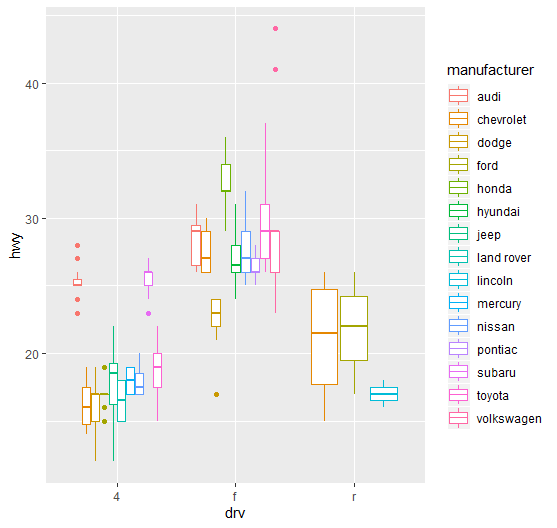 hwy
40
30
20
4
f
r
drv
manufacturer
audi
chevrolet
dodge
ford
honda
hyundai
jeep
land rover
lincoln
mercury
nissan
pontiac
subaru
toyota
volkswagen